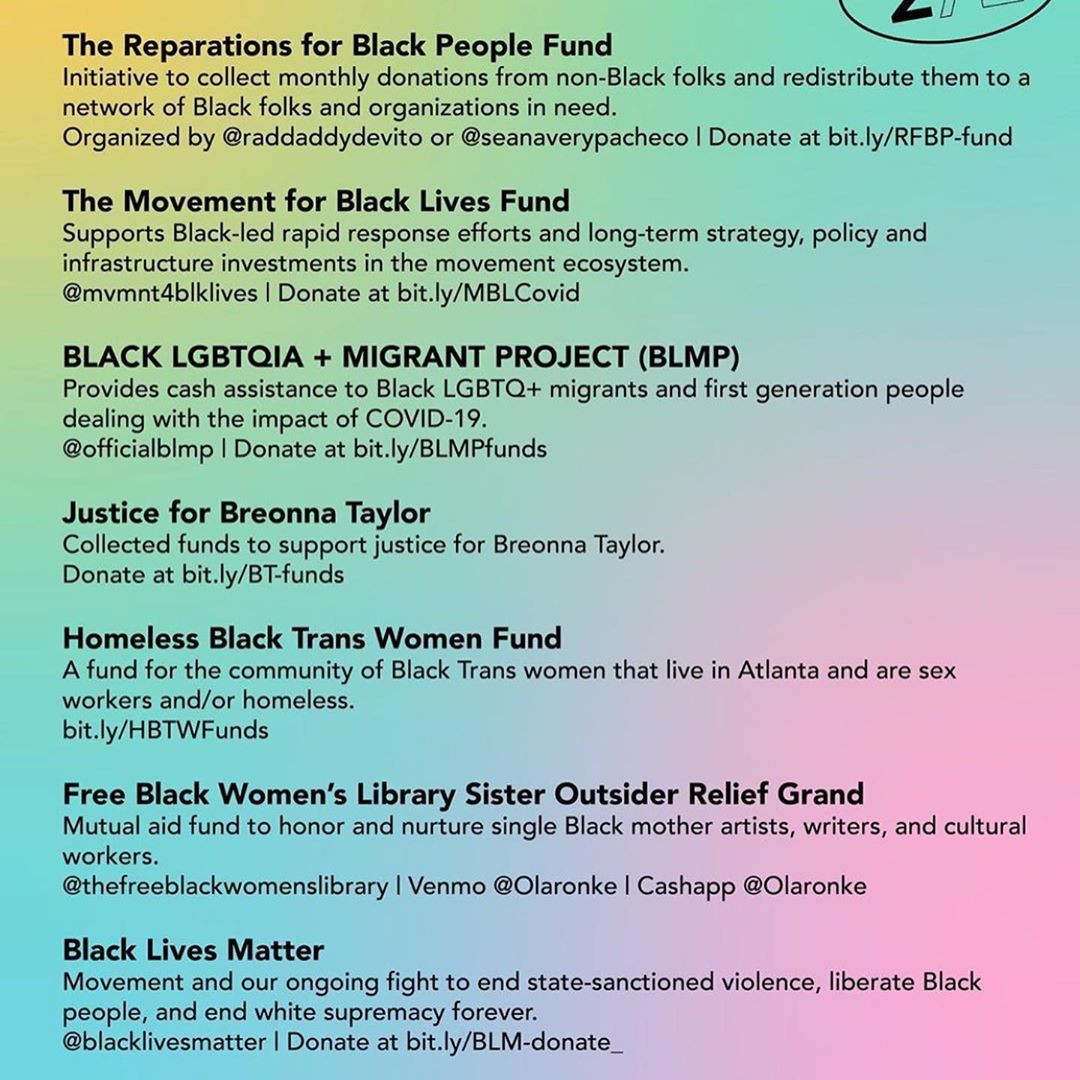 The Reparations for Black People Fund
Initiative to collect monthly donations from non-Black folks and redistribute them to a
network of Black folks and organizations in need.
Organized by @raddaddydevito or @seanaverypacheco | Donate at bit.ly/RFBP-fund
The Movement for Black Lives Fund
Supports Black-led rapid response efforts and long-term strategy, policy and
infrastructure investments in the movement ecosystem.
@mvmnt4blklives | Donate at bit.ly/MBLCovid
BLACK LGBTQIA + MIGRANT PROJECT (BLMP)
Provides cash assistance to Black LGBTQ+ migrants and first generation people
dealing with the impact of COVID-19.
@officialblmp | Donate at bit.ly/BLMPfunds
Justice for Breonna Taylor
Collected funds to support justice for Breonna Taylor.
Donate at bit.ly/BT-funds
Homeless Black Trans Women Fund
A fund for the community of Black Trans women that live in Atlanta and are sex
workers and/or homeless.
bit.ly/HBTWFunds
Free Black Women's Library Sister Outsider Relief Grand
Mutual aid fund to honor and nurture single Black mother artists, writers, and cultural
workers.
@thefreeblackwomenslibrary | Venmo @Olaronke | Cashapp @Olaronke
Black Lives Matter
Movement and our ongoing fight to end state-sanctioned violence, liberate Black
people, and end white supremacy forever.
@blacklivesmatter | Donate at bit.ly/BLM-donate_